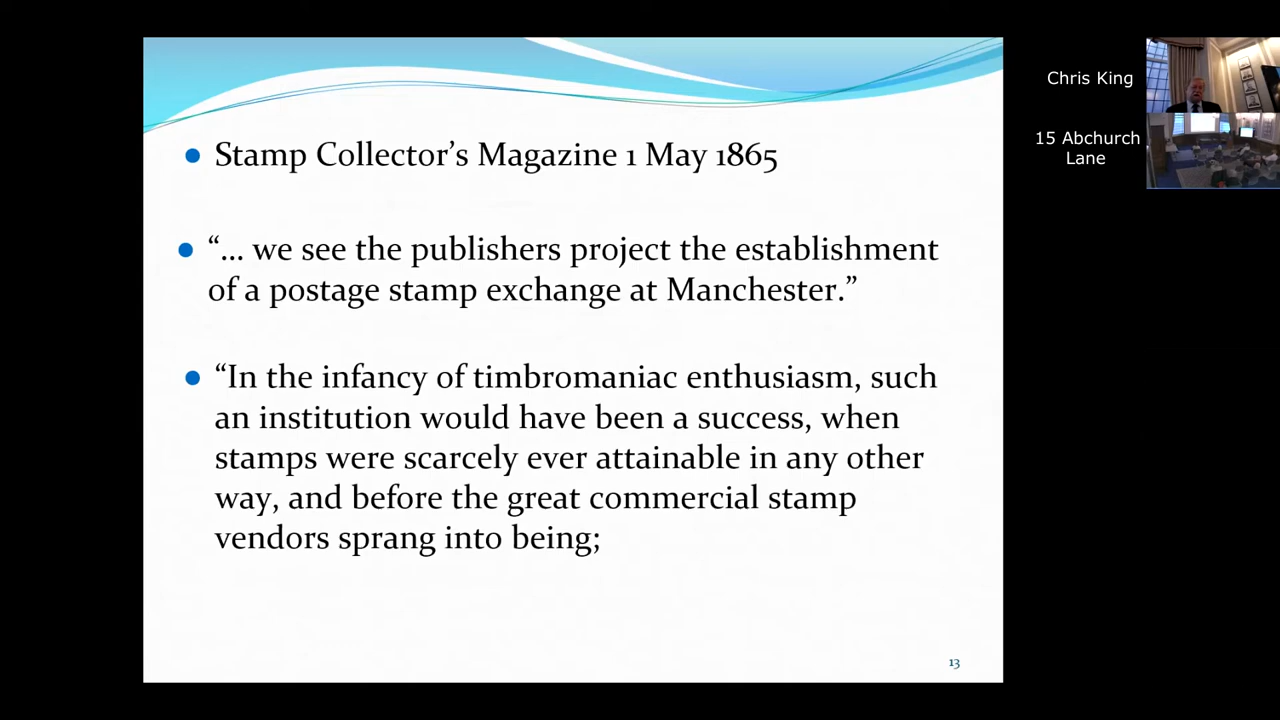 Stamp Collector’s Magazine 1 May 1865
“... we see the publishers project the establishment
of a postage stamp exchange at Manchester.”
“In the infancy of timbromaniac enthusiasm, such
an institution would have been a success, when
stamps were scarcely ever attainable in any other
way, and before the great commercial stamp
vendors sprang into being;
13
Chris King
15 Abchurch
Lane